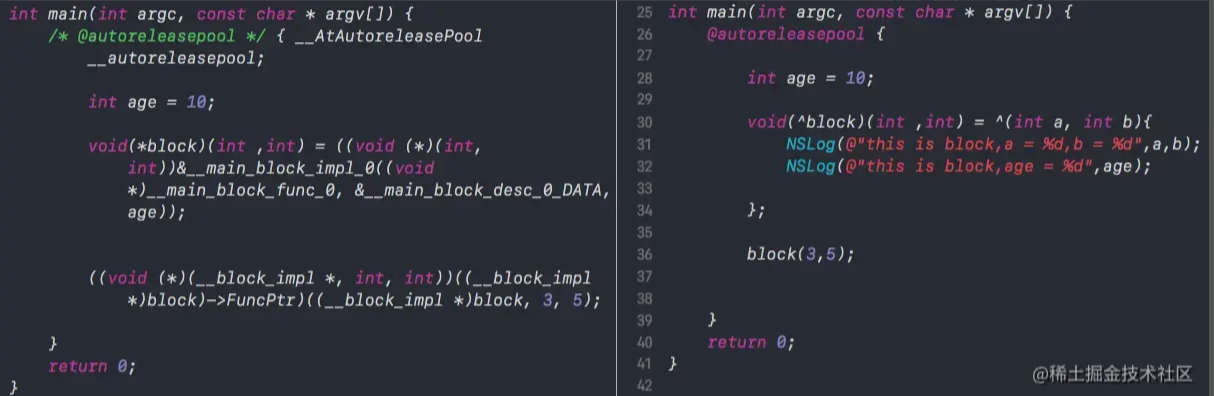 int main(int argc, const char * argv[]) {
/* @autoreleasepool */ { __AtAutoreleasePool
__autoreleasepool;
int age = 10;
void(*block)(int ,int) = ((void (*)(int,
int))&__main_block_impl_0((void
*)__main_block_func_0, &__main_block_desc_0_DATA,
age));
((void (*)(__block_impl *, int, int))((__block_impl
*)block)->FuncPtr)((__block_impl *)block, 3, 5);
}
return 0;
}
25 int main(int argc, const char * argv[]) {
26 @autoreleasepool {
27
28 int age = 10;
29
30 void(^block)(int ,int) = ^(int a, int b){
31 NSLog(@"this is block,a = %d,b = %d",a,b);
32 NSLog(@"this is block,age = %d",age);
33
34 };
35
36 block(3,5);
37
38
39 }
40 return 0;
41 }
42
@稀土掘金技术社区